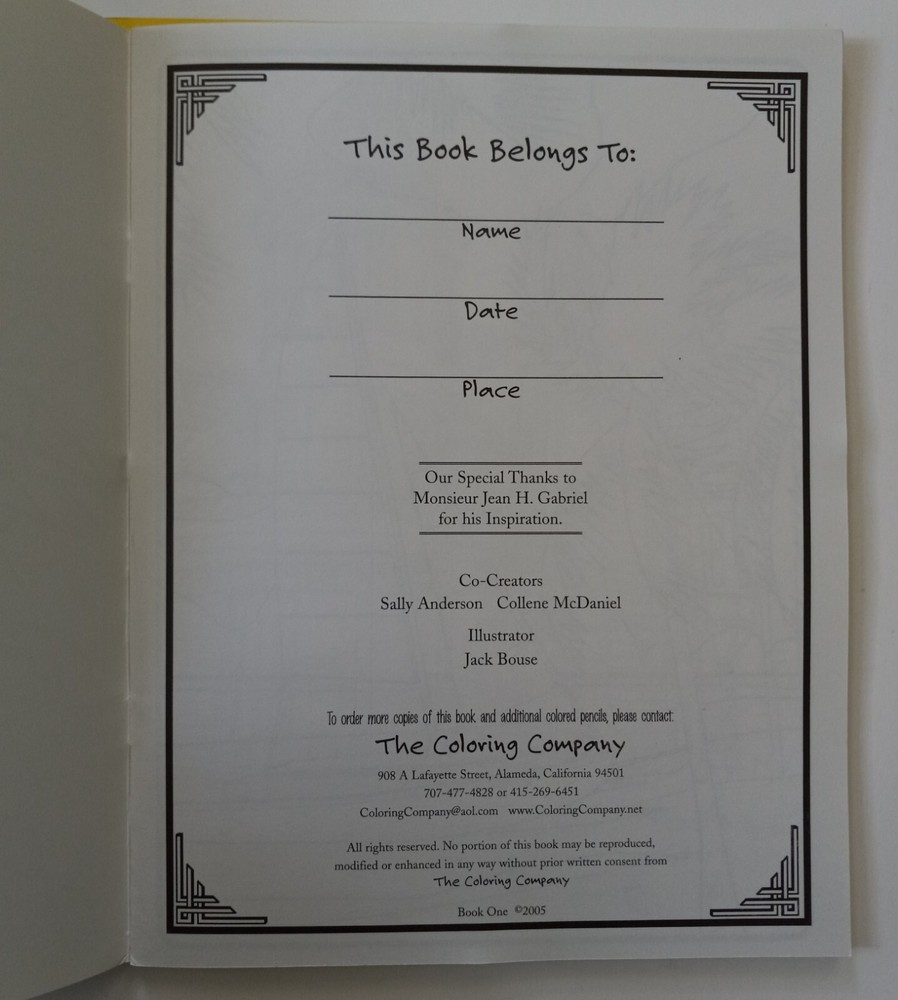 This Book Belongs To:
Name
Date
Place
Our Special Thanks to
Monsieur Jean H. Gabriel
for his Inspiration.
Co-Creators
Sally Anderson Collene McDaniel
Illustrator
Jack Bouse
To order more copies of this book and additional colored pencils, please contact:
The Coloring Company
908 A Lafayette Street, Alameda, California 94501
707-477-4828 or 415-269-6451
ColoringCompany@aol.com www.ColoringCompany.net
All rights reserved. No portion of this book may be reproduced,
modified or enhanced in any way without prior written consent from
The Coloring Company
Book One ©2005